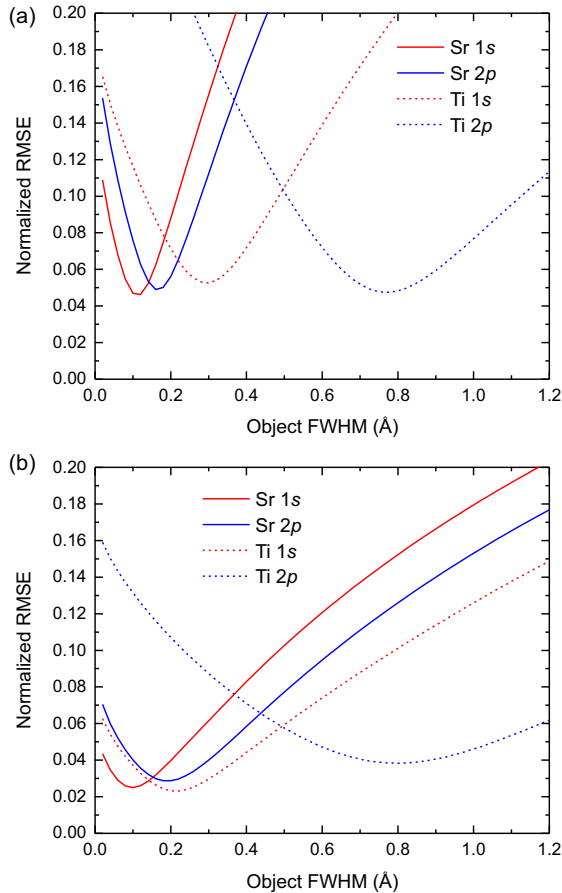 (a)
0.20
0.18
0.16
0.14
0.12
0.10
0.08
0.06
0.04
0.02
0.00
Normalized RMSE
Sr 1s
Sr 2p
Ti 1s
Ti 2p
0.0 0.2 0.4 0.6 0.8 1.0 1.2
Object FWHM (Å)
(b)
0.20
0.18
0.16
0.14
0.12
0.10
0.08
0.06
0.04
0.02
0.00
Normalized RMSE
Sr 1s
Sr 2p
Ti 1s
Ti 2p
0.0 0.2 0.4 0.6 0.8 1.0 1.2
Object FWHM (Å)